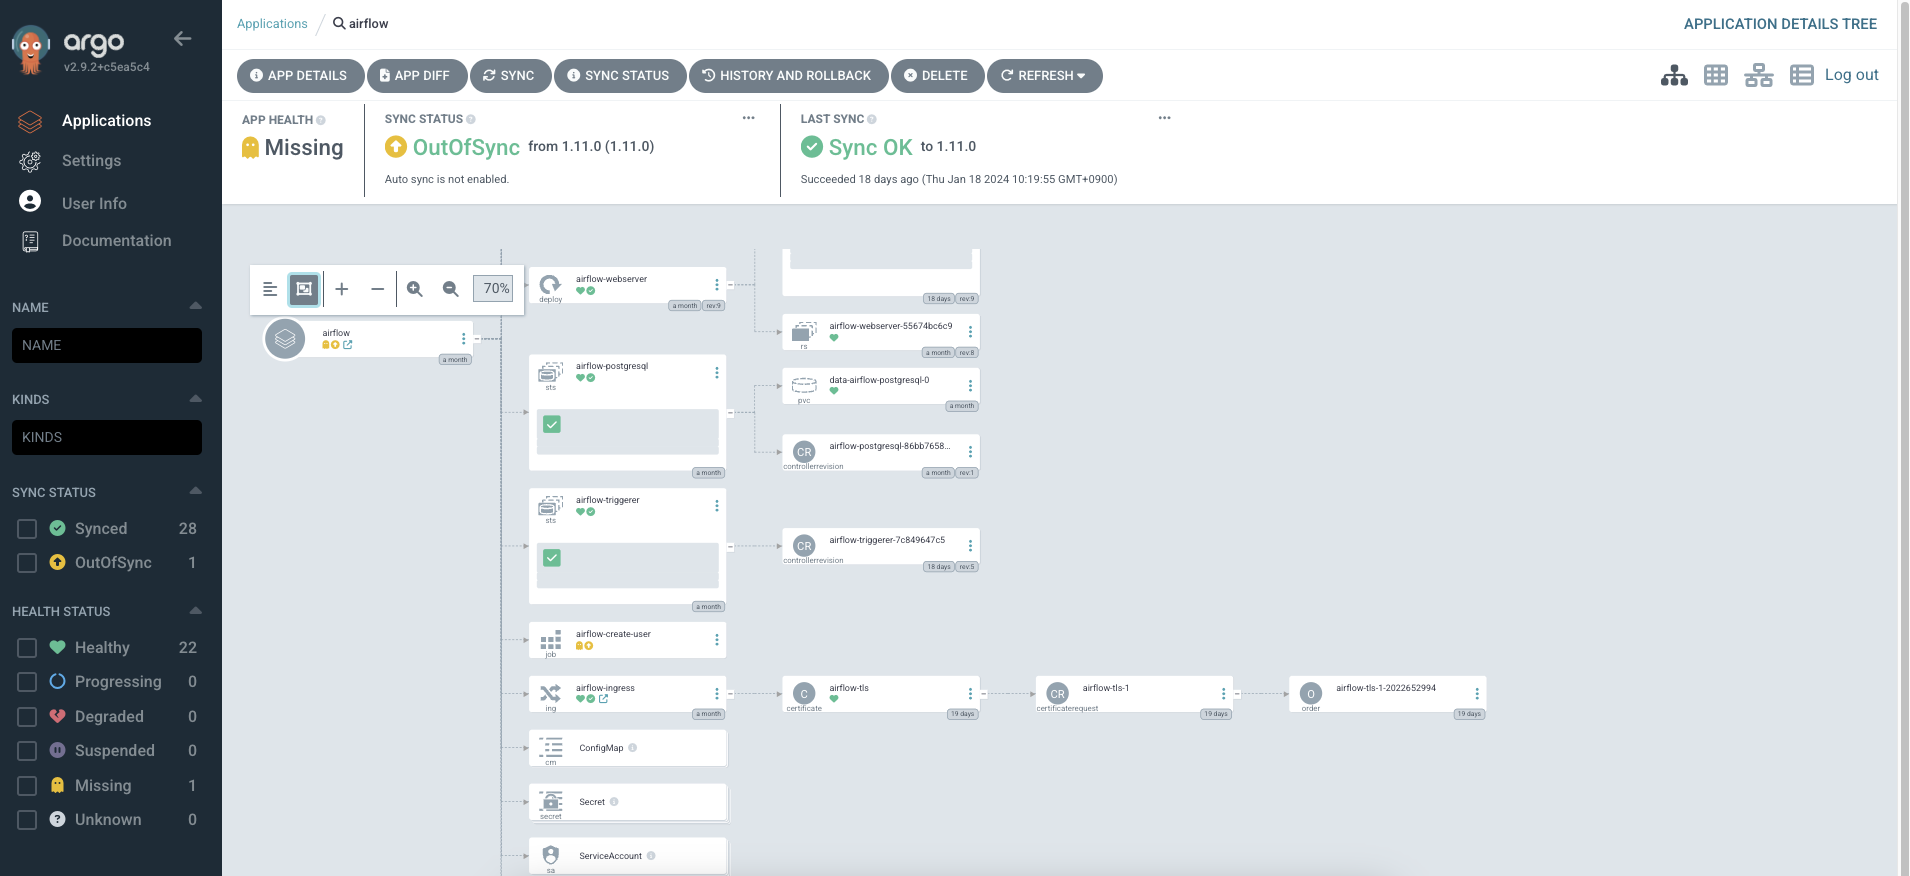 argo
v2.9.2+c5ea5c4
Applications
Settings
User Info
Documentation
NAME
NAME
KINDS
KINDS
SYNC STATUS
Synced 28
OutOfSync 1
HEALTH STATUS
Healthy 22
Progressing 0
Degraded 0
Suspended 0
Missing 1
Unknown 0
Applications / airflow
APPLICATION DETAILS TREE
APP DETAILS APP DIFF SYNC SYNC STATUS HISTORY AND ROLLBACK DELETE REFRESH
Log out
APP HEALTH
Missing
SYNC STATUS
OutOfSync from 1.11.0 (1.11.0)
Auto sync is not enabled.
LAST SYNC
Sync OK to 1.11.0
Succeeded 18 days ago (Thu Jan 18 2024 10:19:55 GMT+0900)
70%
airflow
a month
airflow-webserver
deploy
a month rev:9
18 days rev:9
airflow-webserver-55674bc6c9
rs
a month rev:8
airflow-postgresql
sts
a month
data-airflow-postgresql-0
pvc
a month
CR
airflow-postgresql-86bb7658...
controllerrevision
a month rev:1
airflow-triggerer
sts
a month
CR
airflow-triggerer-7c849647c5
controllerrevision
18 days rev:5
airflow-create-user
job
airflow-ingress
ing
a month
C
airflow-tls
certificate
19 days
CR
airflow-tls-1
certificaterequest
19 days
O
airflow-tls-1-2022652994
order
19 days
ConfigMap
cm
Secret
secret
ServiceAccount
sa